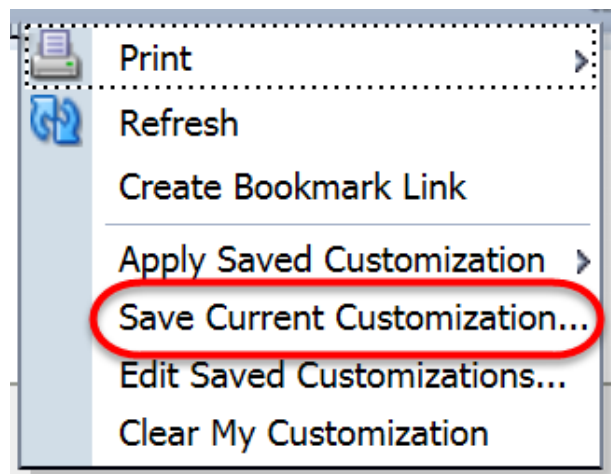 Print
Refresh
Create Bookmark Link
Apply Saved Customization
Save Current Customization...
Edit Saved Customizations...
Clear My Customization